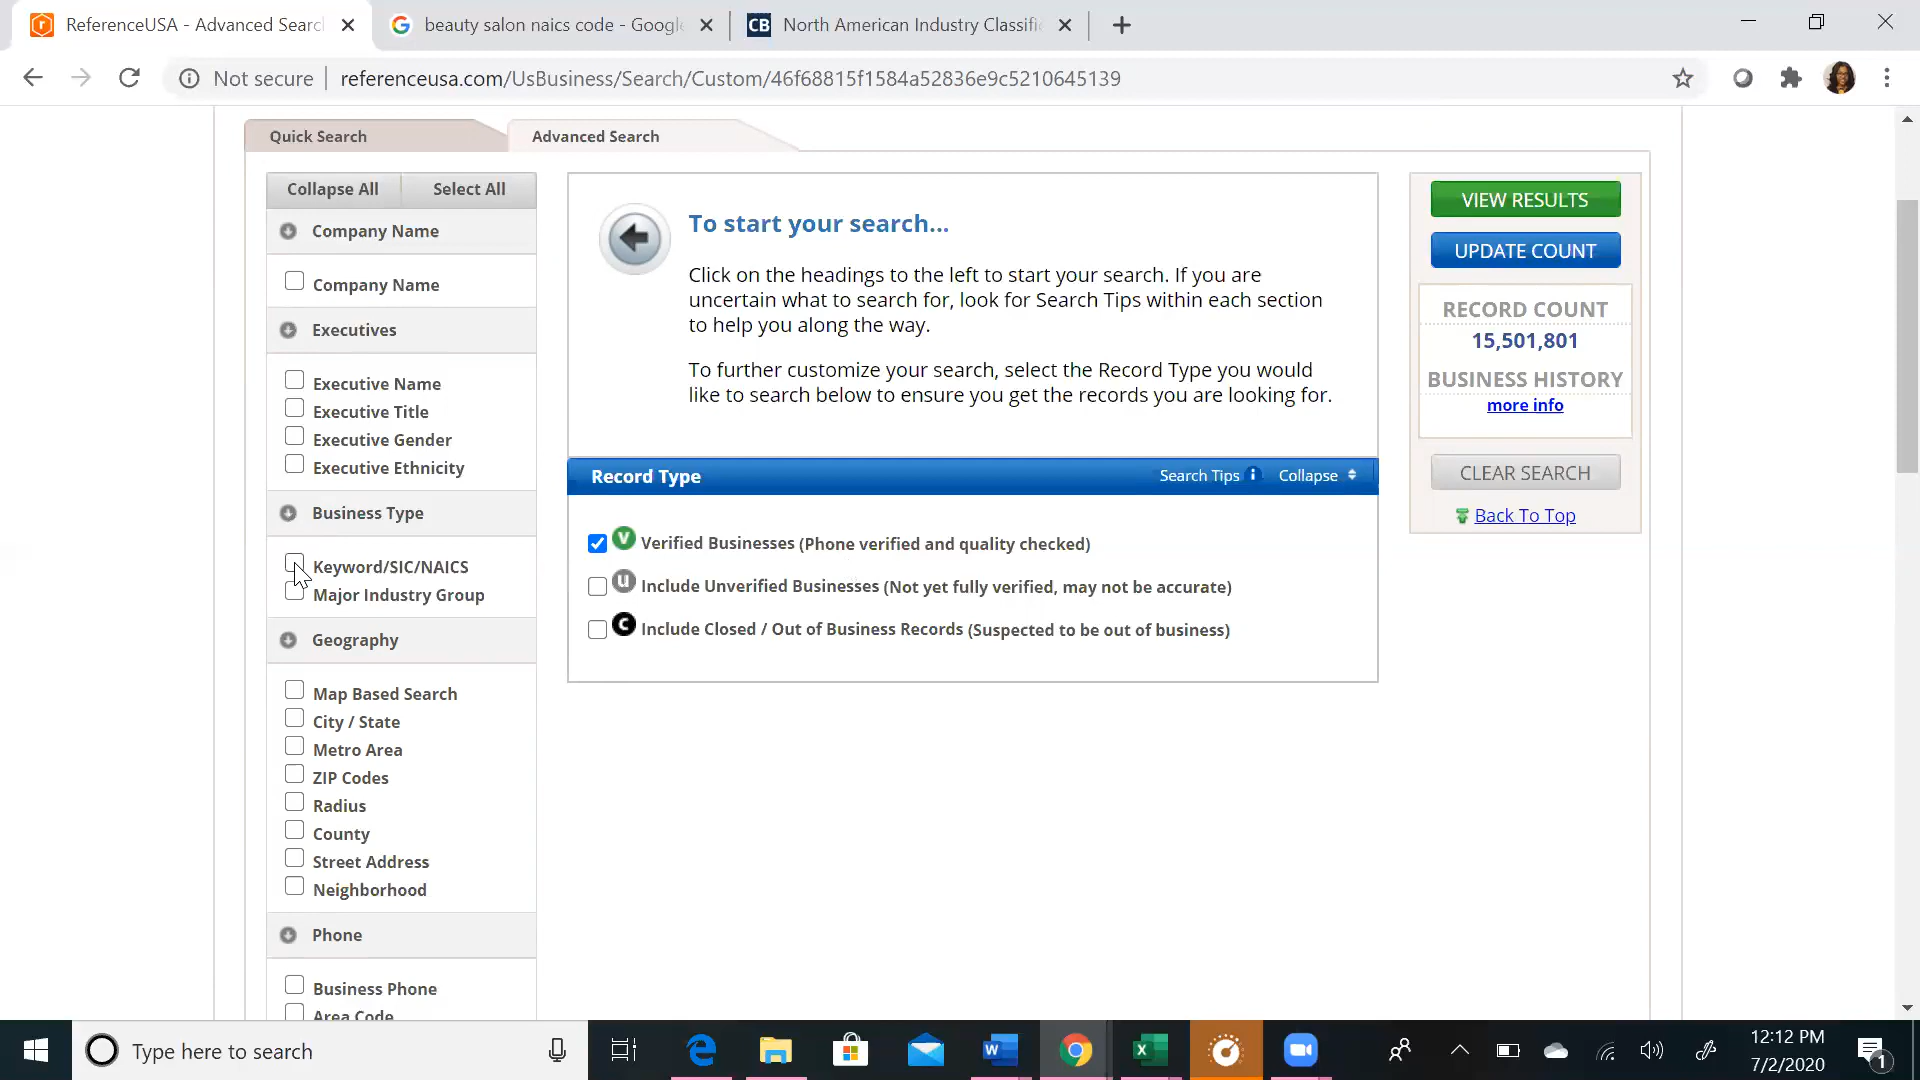 ReferenceUSA - Advanced Search
beauty salon naics code - Google
CB
North American Industry Classific
Not secure
referenceusa.com/UsBusiness/Search/Custom/46f68815f1584a52836e9c5210645139
Quick Search
Advanced Search
Collapse All
Select All
Company Name
Company Name
Executives
Executive Name
Executive Title
Executive Gender
Executive Ethnicity
Business Type
Keyword/SIC/NAICS
Major Industry Group
Geography
Map Based Search
City / State
Metro Area
ZIP Codes
Radius
County
Street Address
Neighborhood
Phone
Business Phone
Area Code
To start your search...
Click on the headings to the left to start your search. If you are
uncertain what to search for, look for Search Tips within each section
to help you along the way.
To further customize your search, select the Record Type you would
like to search below to ensure you get the records you are looking for.
Record Type
Search Tips
Collapse
V Verified Businesses (Phone verified and quality checked)
U Include Unverified Businesses (Not yet fully verified, may not be accurate)
C Include Closed / Out of Business Records (Suspected to be out of business)
VIEW RESULTS
UPDATE COUNT
RECORD COUNT
15,501,801
BUSINESS HISTORY
more info
CLEAR SEARCH
Back To Top
Type here to search
12:12 PM
7/2/2020
1